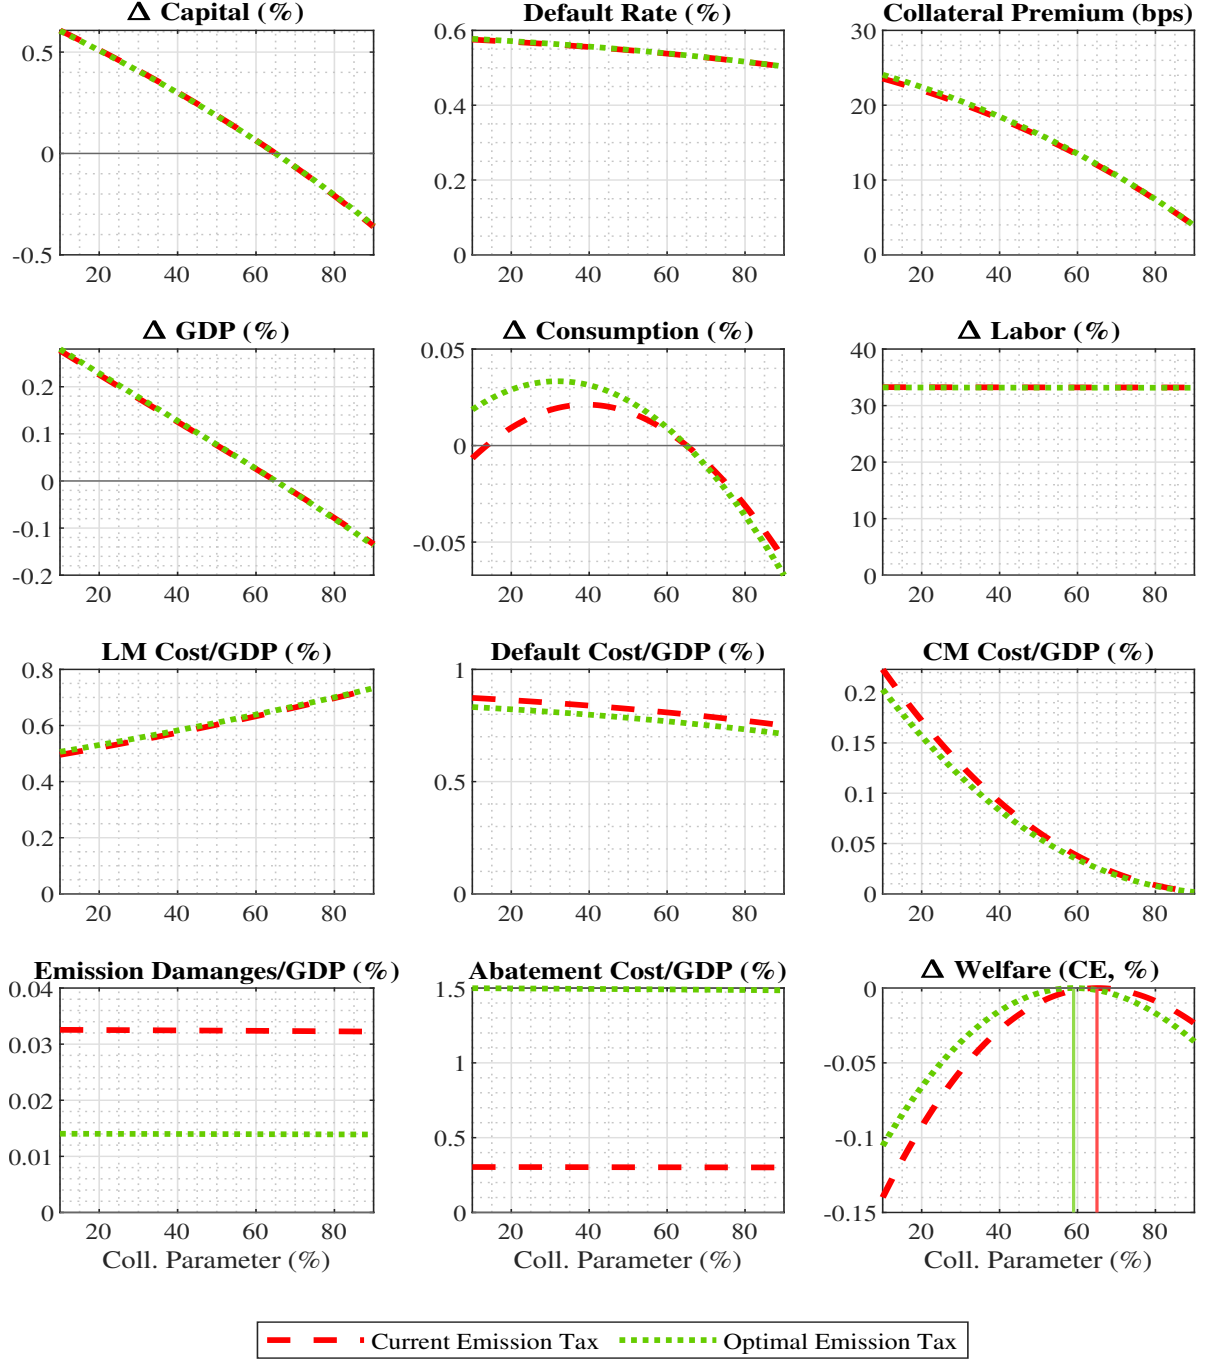 Δ Capital (%)
0.5
0
-0.5
20 40 60 80
Default Rate (%)
0.6
0.4
0.2
0
20 40 60 80
Collateral Premium (bps)
30
20
10
0
20 40 60 80
Δ GDP (%)
0.2
0.1
0
-0.1
-0.2
20 40 60 80
Δ Consumption (%)
0.05
0
-0.05
20 40 60 80
Δ Labor (%)
40
30
20
10
0
20 40 60 80
LM Cost/GDP (%)
0.8
0.6
0.4
0.2
0
20 40 60 80
Default Cost/GDP (%)
1
0.5
0
20 40 60 80
CM Cost/GDP (%)
0.2
0.15
0.1
0.05
0
20 40 60 80
Emission Damanges/GDP (%)
0.04
0.03
0.02
0.01
0
20 40 60 80
Coll. Parameter (%)
Abatement Cost/GDP (%)
1.5
1
0.5
0
20 40 60 80
Coll. Parameter (%)
Δ Welfare (CE, %)
0
-0.05
-0.1
-0.15
20 40 60 80
Coll. Parameter (%)
Current Emission Tax
Optimal Emission Tax